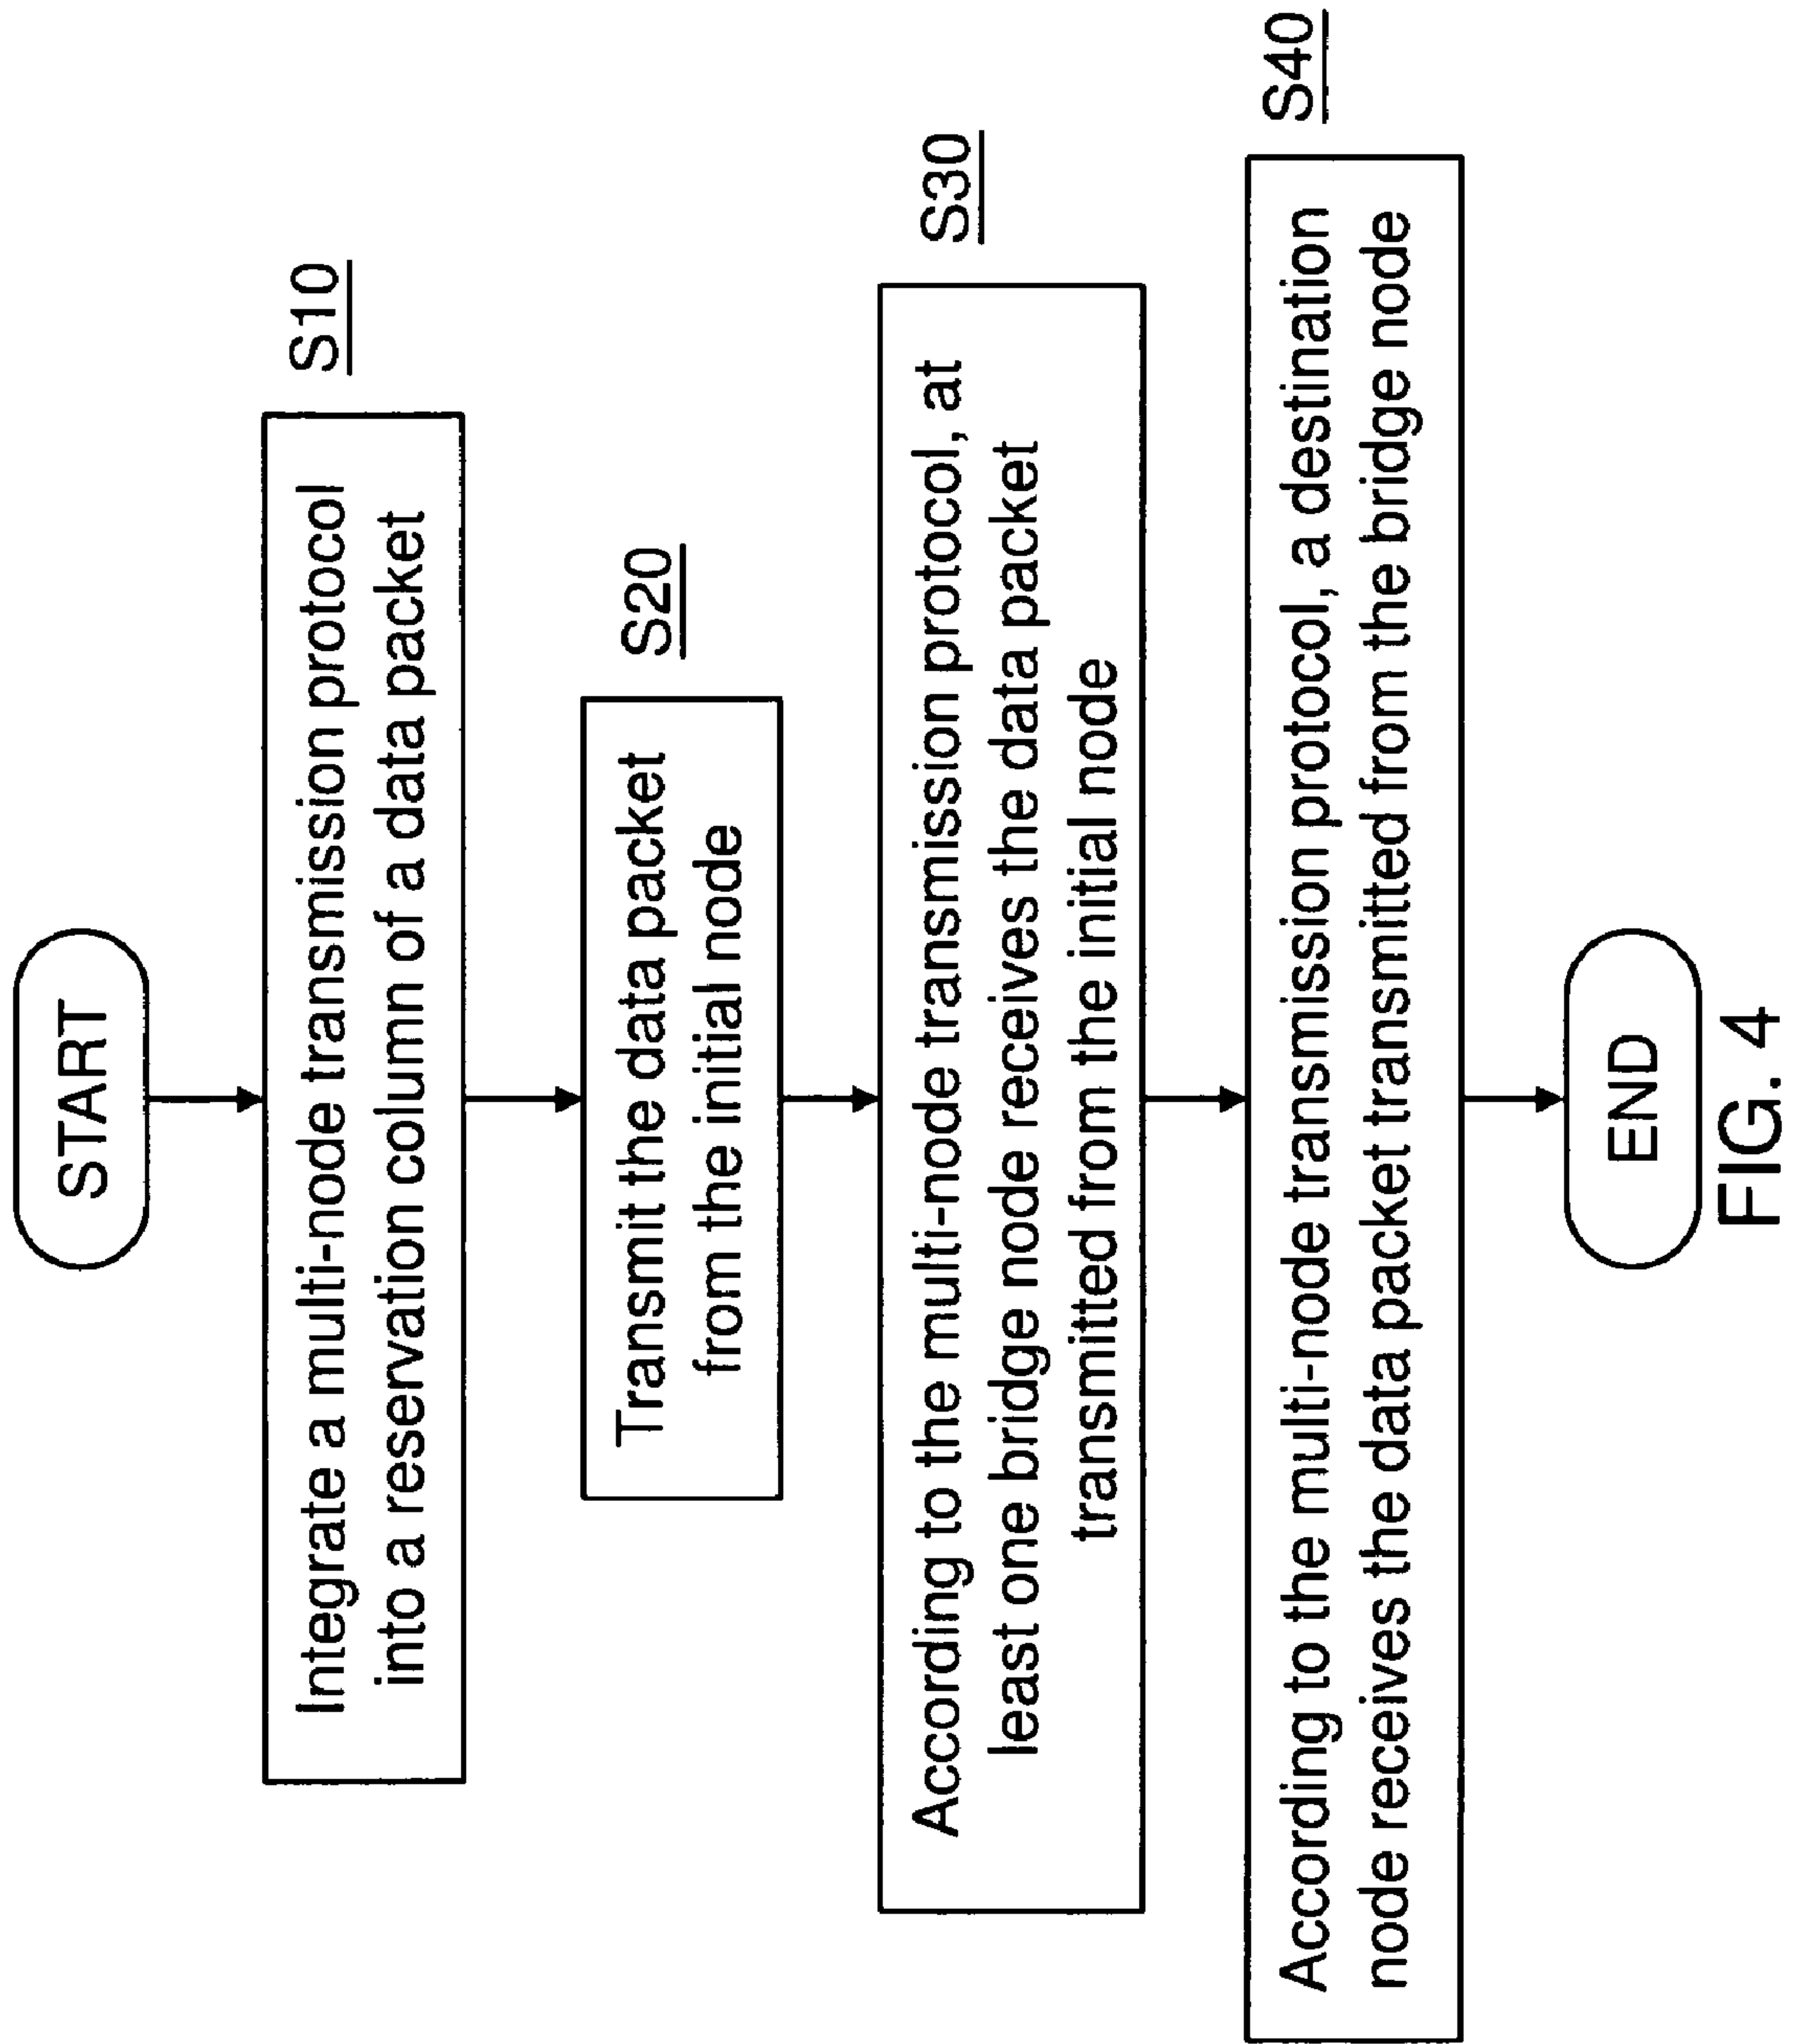 START
S10
Integrate a multi-node transmission protocol
into a reservation column of a data packet
S20
Transmit the data packet
from the initial node
S30
According to the multi-node transmission protocol, at
least one bridge node receives the data packet
transmitted from the initial node
S40
According to the multi-node transmission protocol, a destination
node receives the data packet transmitted from the bridge node
END
FIG. 4